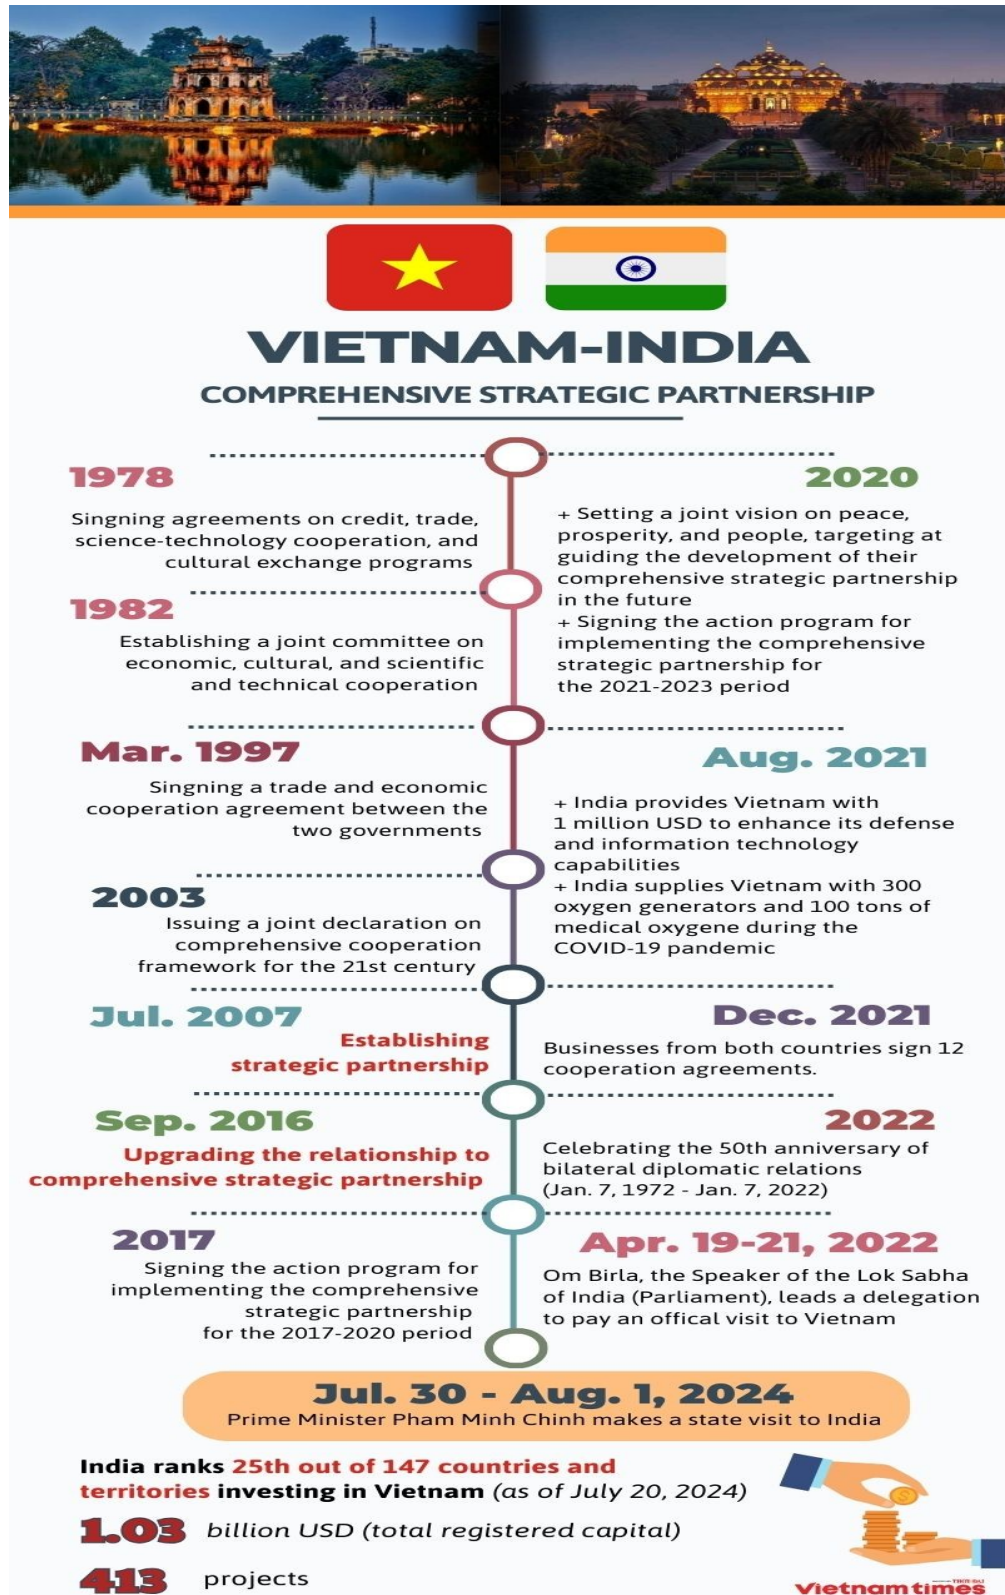 VIETNAM-INDIA
COMPREHENSIVE STRATEGIC PARTNERSHIP
1978
Singning agreements on credit, trade,
science-technology cooperation, and
cultural exchange programs
1982
Establishing a joint committee on
economic, cultural, and scientific
and technical cooperation
Mar. 1997
Singning a trade and economic
cooperation agreement between the
two governments
2003
Issuing a joint declaration on
comprehensive cooperation
framework for the 21st century
Jul. 2007
Establishing
strategic partnership
Sep. 2016
Upgrading the relationship to
comprehensive strategic partnership
2017
Signing the action program for
implementing the comprehensive
strategic partnership
for the 2017-2020 period
2020
+ Setting a joint vision on peace,
prosperity, and people, targeting at
guiding the development of their
comprehensive strategic partnership
in the future
+ Signing the action program for
implementing the comprehensive
strategic partnership for
the 2021-2023 period
Aug. 2021
+ India provides Vietnam with
1 million USD to enhance its defense
and information technology
capabilities
+ India supplies Vietnam with 300
oxygen generators and 100 tons of
medical oxygene during the
COVID-19 pandemic
Dec. 2021
Businesses from both countries sign 12
cooperation agreements.
2022
Celebrating the 50th anniversary of
bilateral diplomatic relations
(Jan. 7, 1972 - Jan. 7, 2022)
Apr. 19-21, 2022
Om Birla, the Speaker of the Lok Sabha
of India (Parliament), leads a delegation
to pay an offical visit to Vietnam
Jul. 30 - Aug. 1, 2024
Prime Minister Pham Minh Chinh makes a state visit to India
India ranks 25th out of 147 countries and
territories investing in Vietnam (as of July 20, 2024)
1.03 billion USD (total registered capital)
413 projects
Vietnamtimes